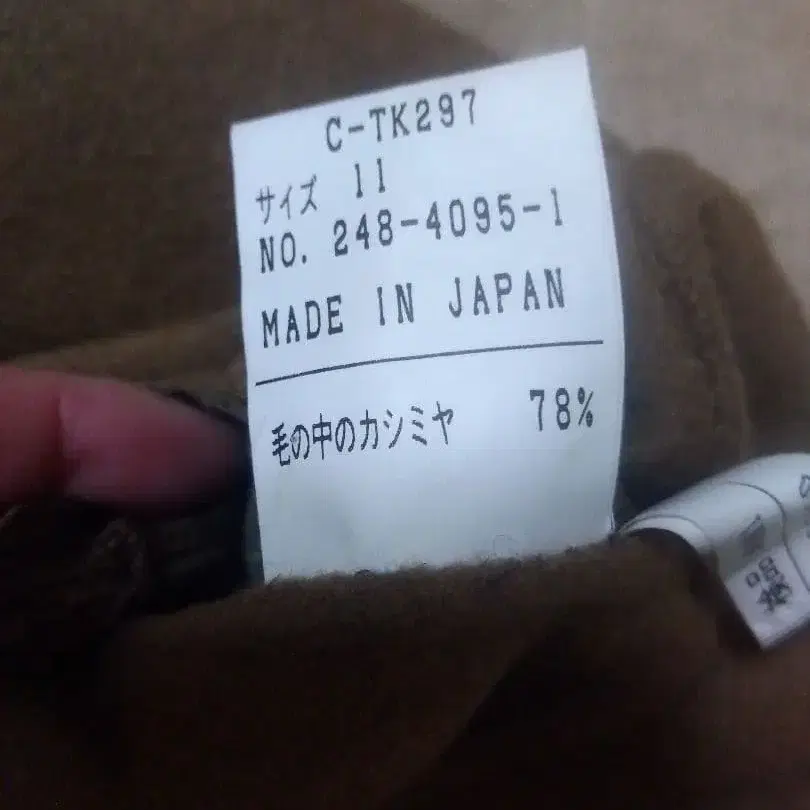 C-TK297
サイズ 11
NO. 248-4095-1
MADE IN JAPAN
毛の中のカシミヤ 78%